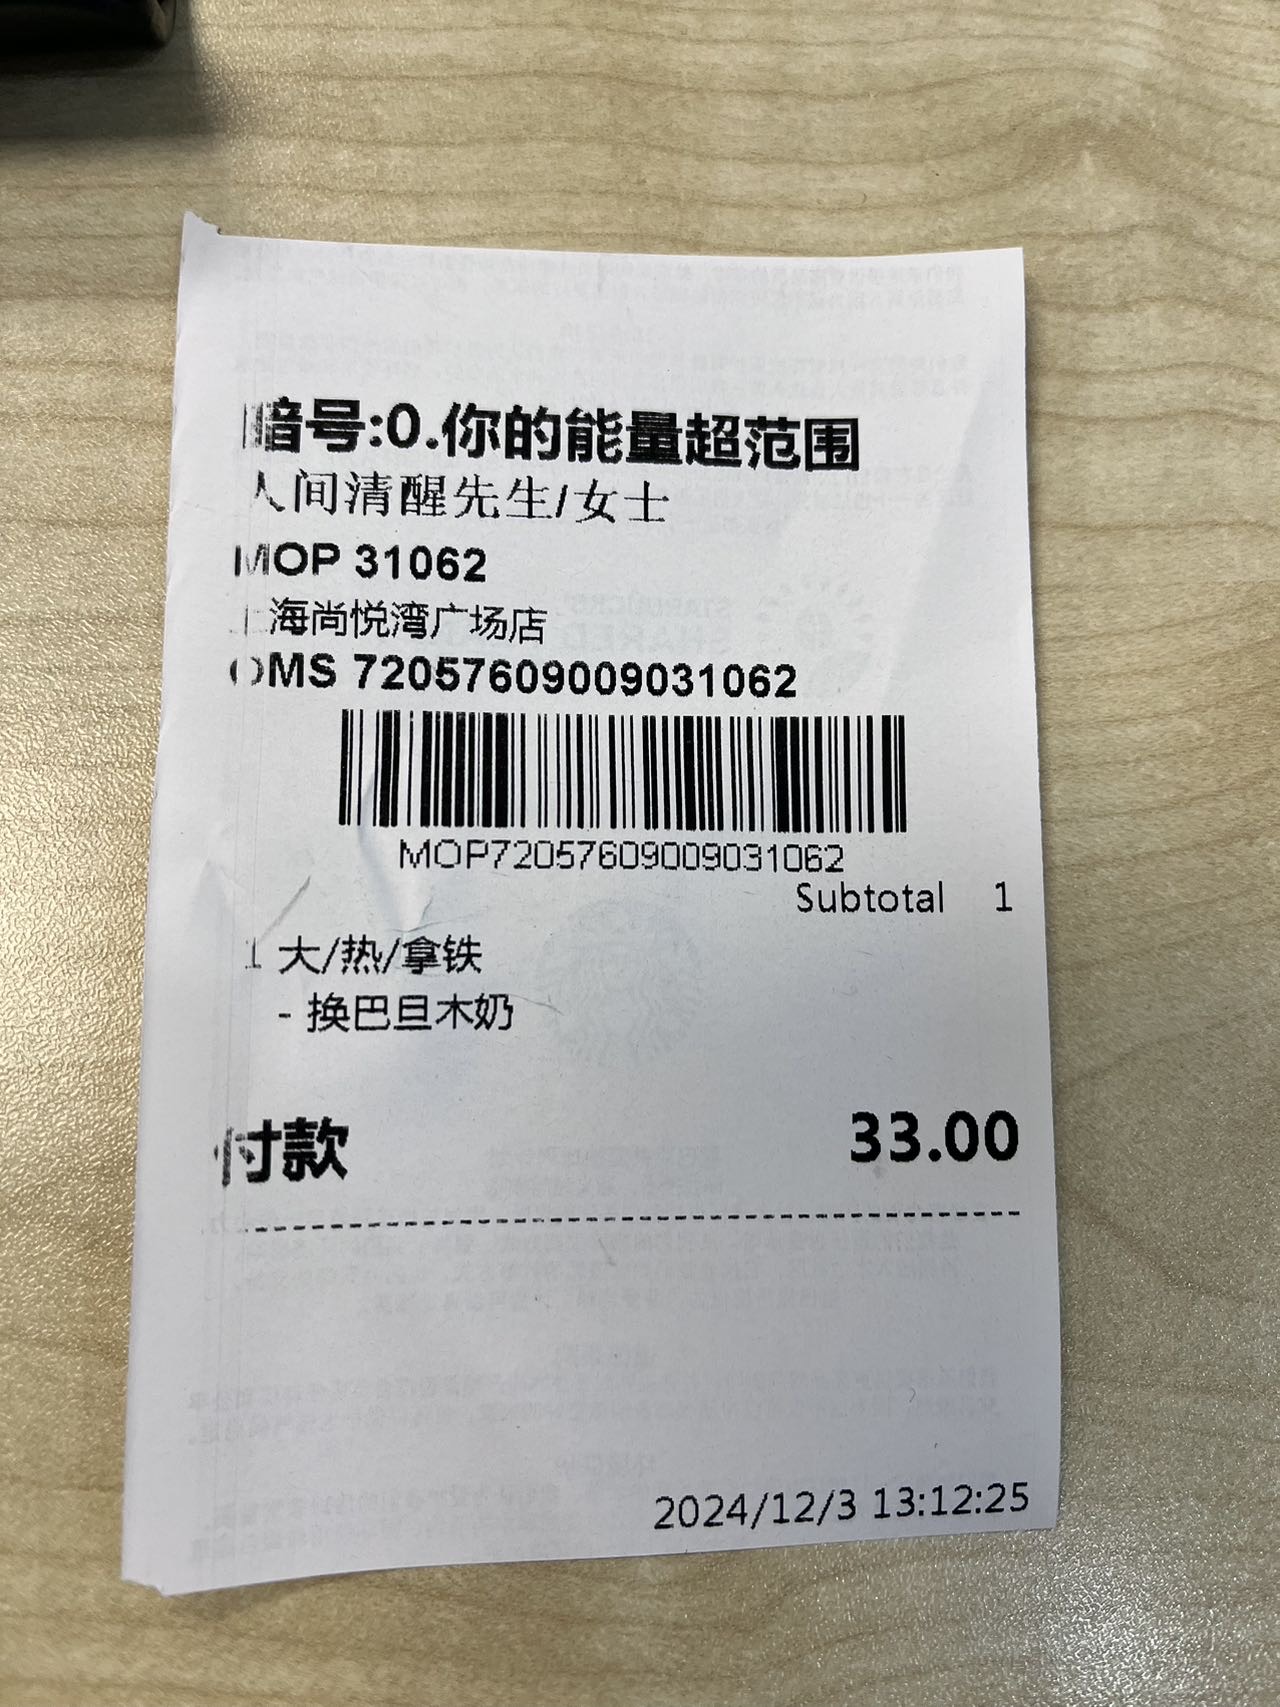 暗号:0.你的能量超范围
人间清醒先生/女士
MOP 31062
上海尚悦湾广场店
OMS 72057609009031062
MOP72057609009031062
Subtotal 1
1 大/热/拿铁
- 换巴旦木奶
付款 33.00
2024/12/3 13:12:25